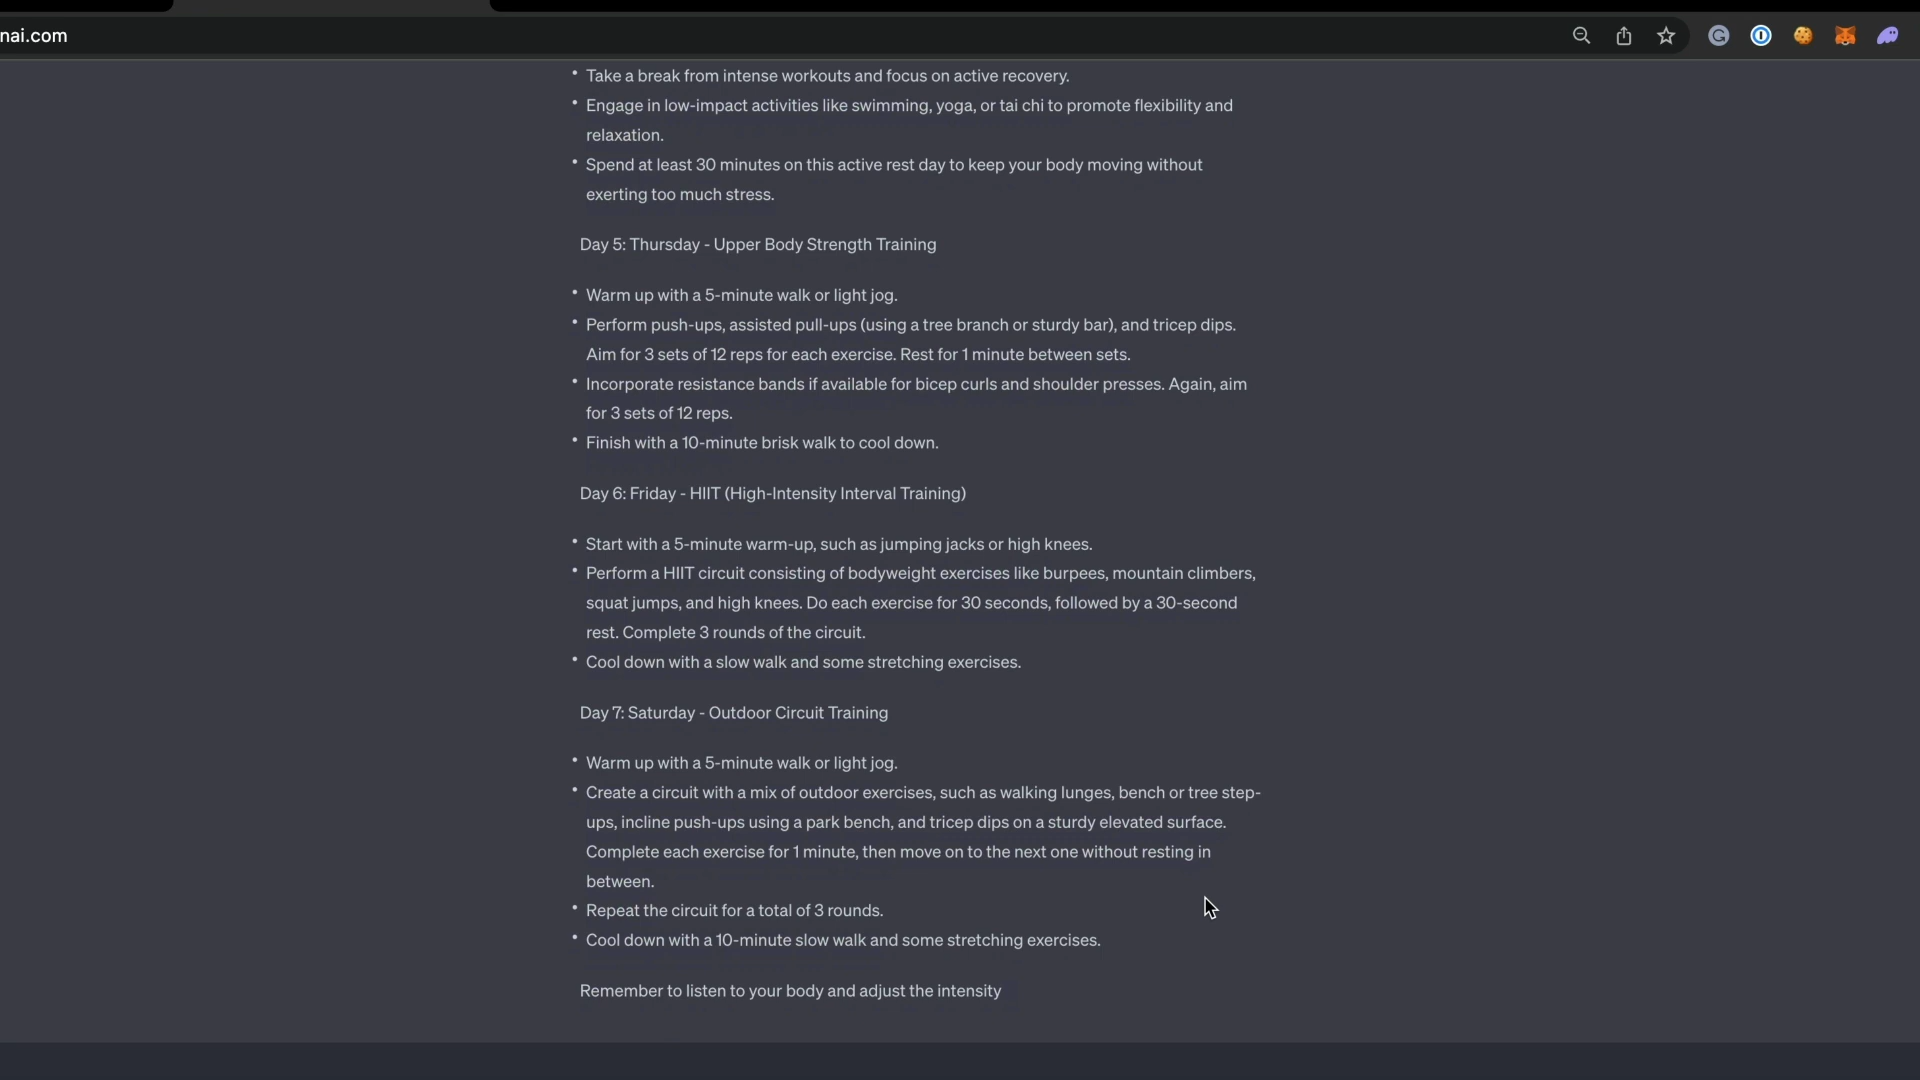 nai.com
• Take a break from intense workouts and focus on active recovery.
• Engage in low-impact activities like swimming, yoga, or tai chi to promote flexibility and
relaxation.
• Spend at least 30 minutes on this active rest day to keep your body moving without
exerting too much stress.
Day 5: Thursday - Upper Body Strength Training
• Warm up with a 5-minute walk or light jog.
• Perform push-ups, assisted pull-ups (using a tree branch or sturdy bar), and tricep dips.
Aim for 3 sets of 12 reps for each exercise. Rest for 1 minute between sets.
• Incorporate resistance bands if available for bicep curls and shoulder presses. Again, aim
for 3 sets of 12 reps.
• Finish with a 10-minute brisk walk to cool down.
Day 6: Friday - HIIT (High-Intensity Interval Training)
• Start with a 5-minute warm-up, such as jumping jacks or high knees.
• Perform a HIIT circuit consisting of bodyweight exercises like burpees, mountain climbers,
squat jumps, and high knees. Do each exercise for 30 seconds, followed by a 30-second
rest. Complete 3 rounds of the circuit.
• Cool down with a slow walk and some stretching exercises.
Day 7: Saturday - Outdoor Circuit Training
• Warm up with a 5-minute walk or light jog.
• Create a circuit with a mix of outdoor exercises, such as walking lunges, bench or tree step-
ups, incline push-ups using a park bench, and tricep dips on a sturdy elevated surface.
Complete each exercise for 1 minute, then move on to the next one without resting in
between.
• Repeat the circuit for a total of 3 rounds.
• Cool down with a 10-minute slow walk and some stretching exercises.
Remember to listen to your body and adjust the intensity